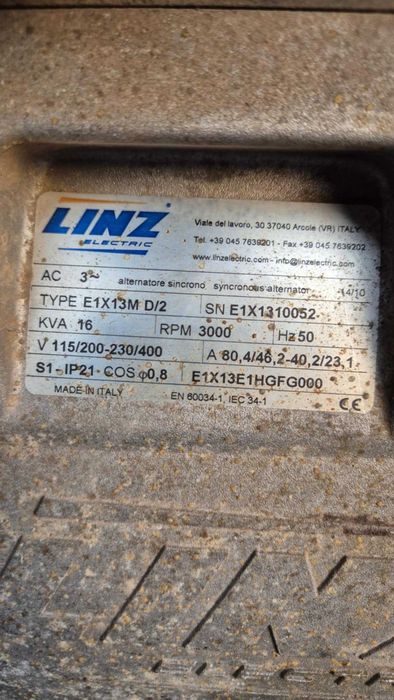 LINZ
ELECTRIC
Viale del lavoro, 30 37040 Arcole (VR) ITALY
Tel. +39 045 7639201 - Fax +39 045 7639202
www.linzelectric.com - info@linzelectric.com
AC 3~ alternatore sincrono syncronous alternator 14/10
TYPE E1X13M D/2 SN E1X1310052
KVA 16 RPM 3000 Hz 50
V 115/200-230/400 A 80,4/46,2-40,2/23,1
S1 - IP21 - COS φ0,8 E1X13E1HGFG000
MADE IN ITALY EN 60034-1, IEC 34-1 CE